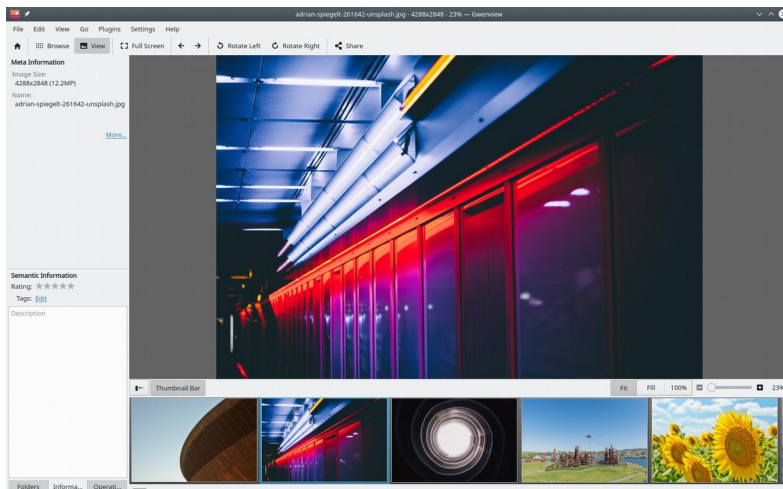 adrian-spiegelt-261642-unsplash.jpg - 4288x2848 - 23% — Gwenview
File Edit View Go Plugins Settings Help
Browse View Full Screen Rotate Left Rotate Right Share
Meta Information
Image Size:
4288x2848 (12.2MP)
Name:
adrian-spiegelt-261642-unsplash.jpg
More...
Semantic Information
Rating:
Tags: Edit
Description
Thumbnail Bar Fit Fill 100% 23%
Folders Informa... Operati...